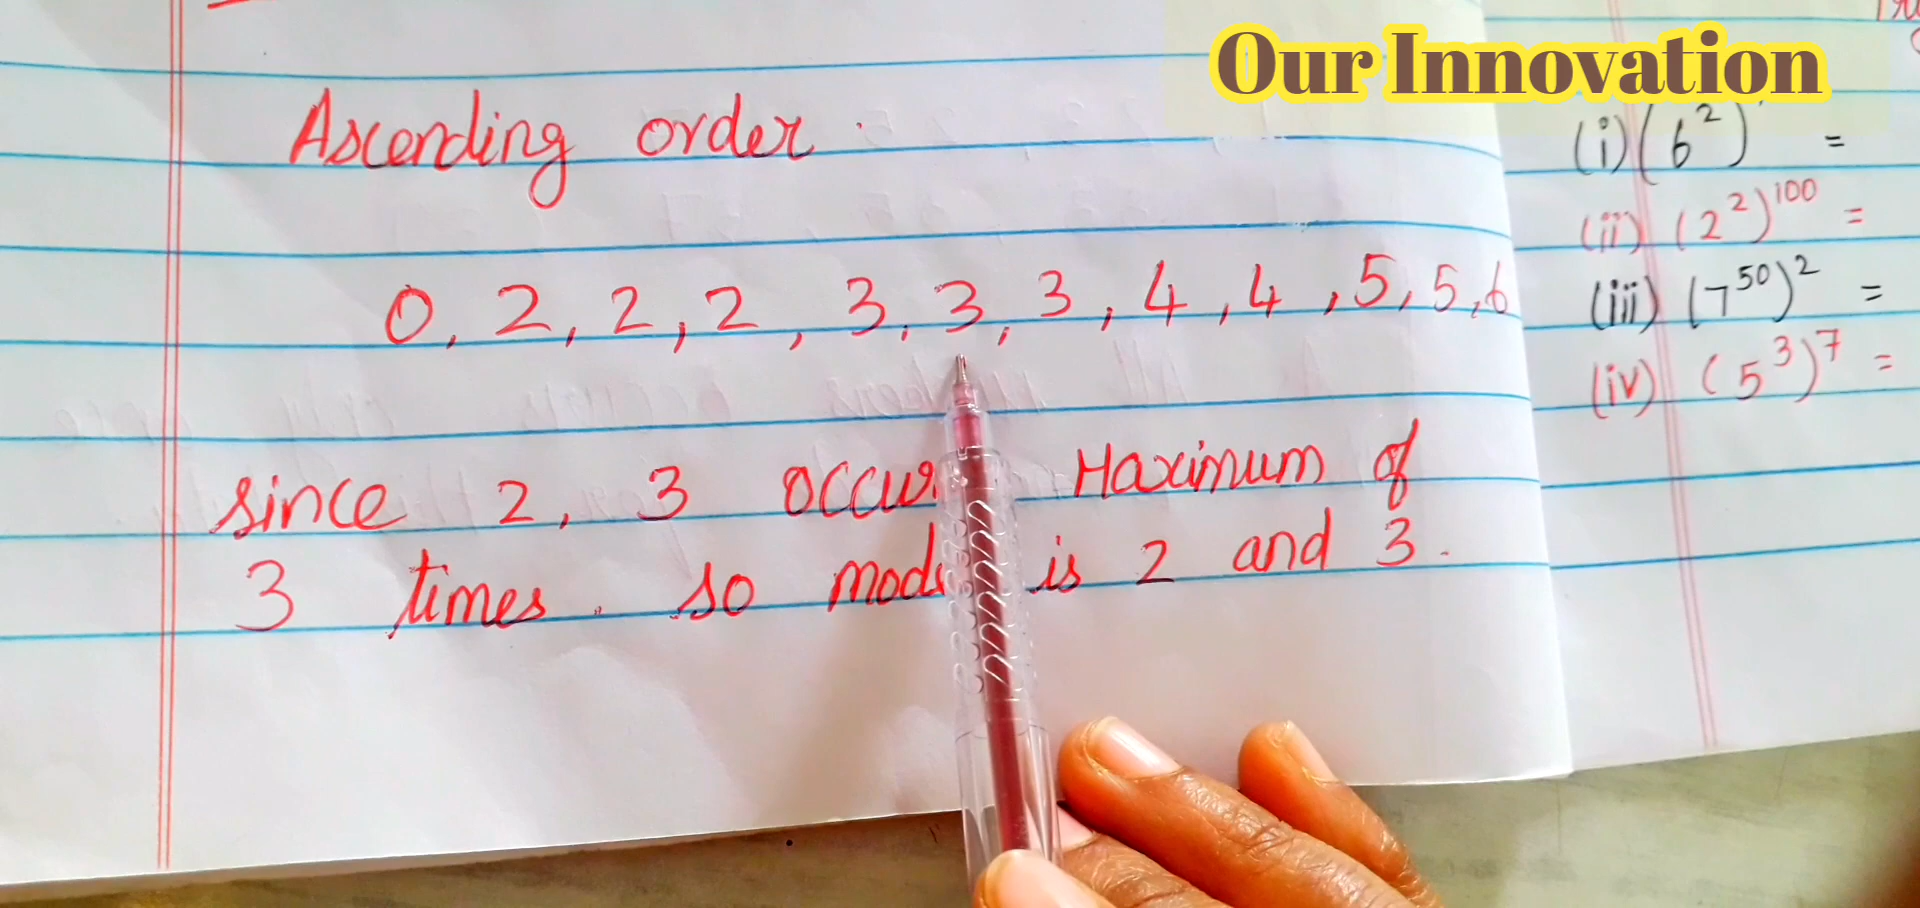 Our Innovation
Ascending order
0, 2, 2, 2, 3, 3, 3, 4, 4, 5, 5, 6
since 2, 3 occur Maximum of
3 times. so mode is 2 and 3.
(i) (6²) =
(ii) (2²)¹⁰⁰ =
(iii) (7⁵⁰)² =
(iv) (5³)⁷ =